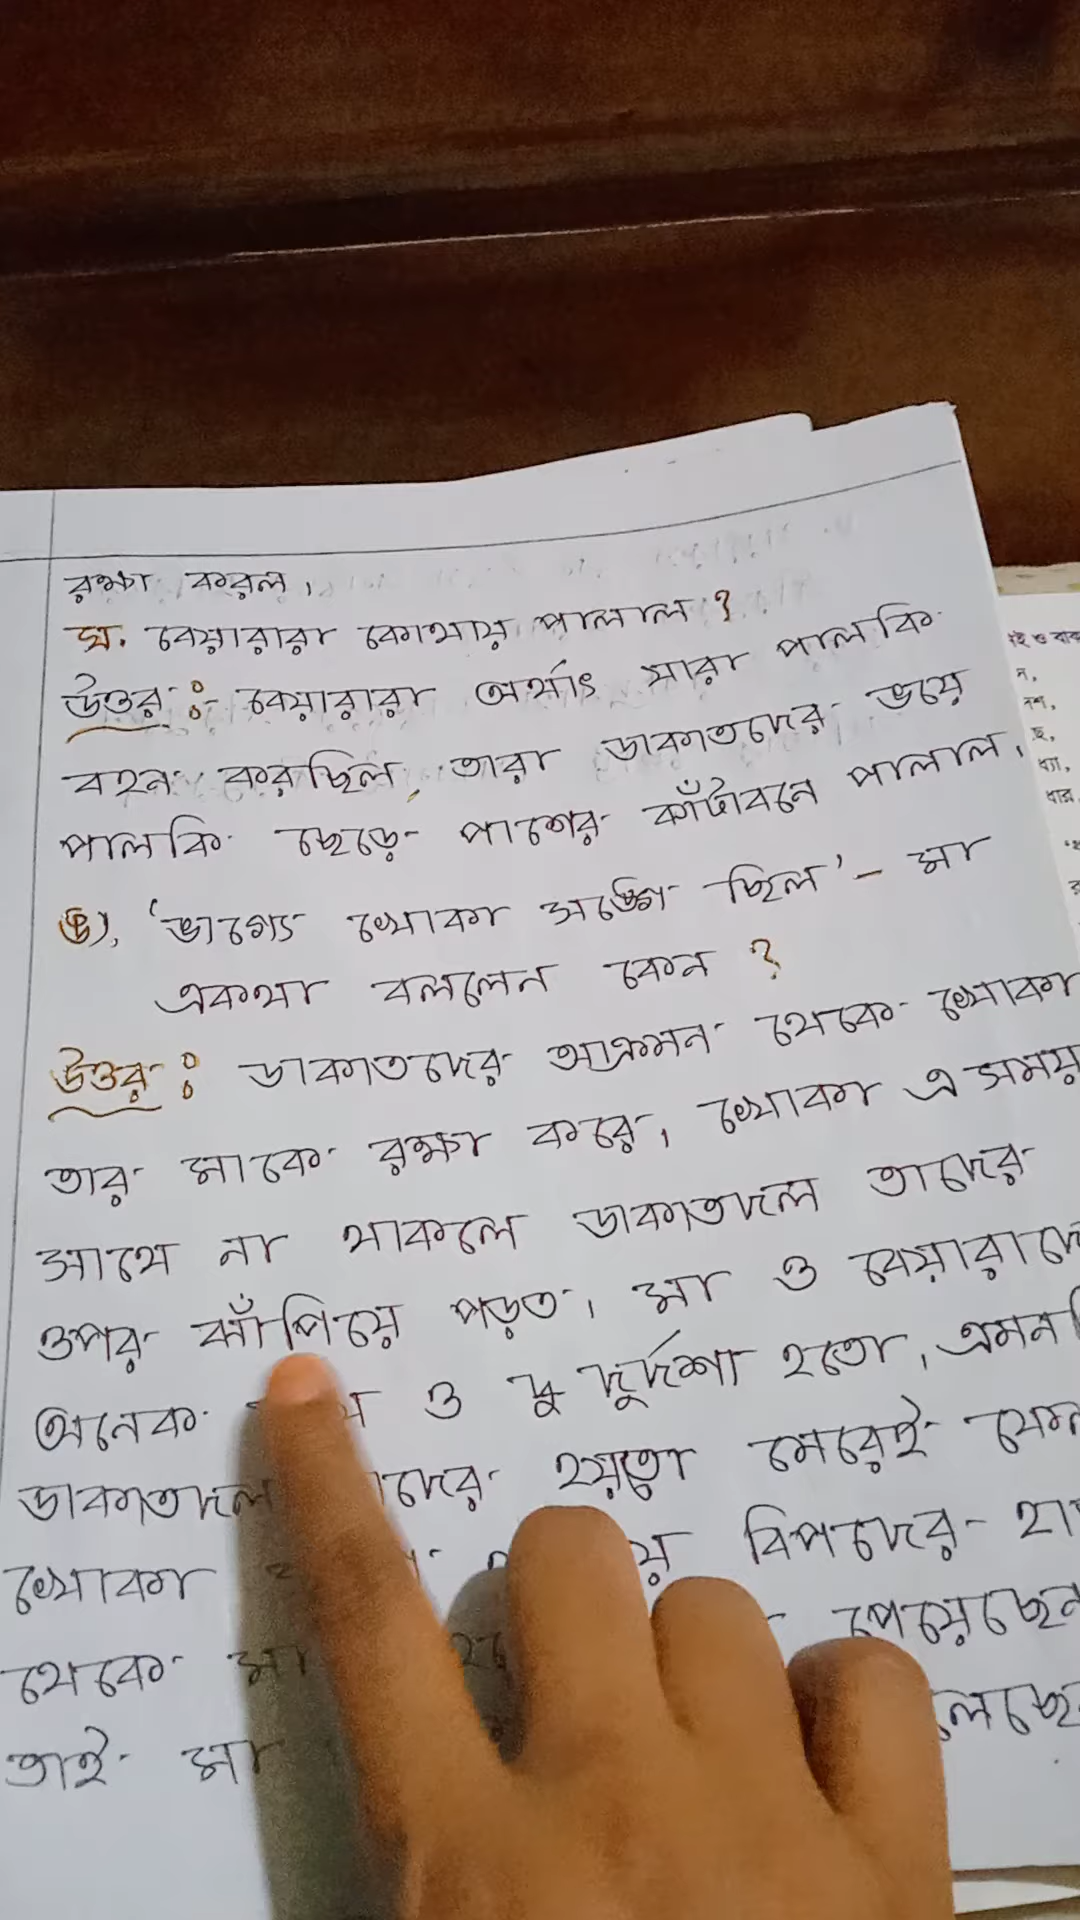 রক্ষা করল।
ঘ. বেয়ারারা কোথায় পালাল ?
উত্তর ঃ- বেয়ারারা অর্থাৎ যারা পালকি
বহন করছিল, তারা ডাকাতদের ভয়ে
পালকি ছেড়ে পাশের কাঁটাবনে পালাল।
ঙ), 'ভাগ্যে খোকা সঙ্গে ছিল' - মা
একথা বললেন কেন ?
উত্তর ঃ ডাকাতদের আক্রমন থেকে খোকা
তার মাকে রক্ষা করে। খোকা এ সময়
সাথে না থাকলে ডাকাতদল তাদের
ওপর ঝাঁপিয়ে পড়ত। মা ও বেয়ারাদে
অনেক ও দু দুর্দশা হতো। এমন
ডাকাতদল হয়তো মেরেই
খোকা বিপদের
থেকে মা পেয়েছেন
তাই মা